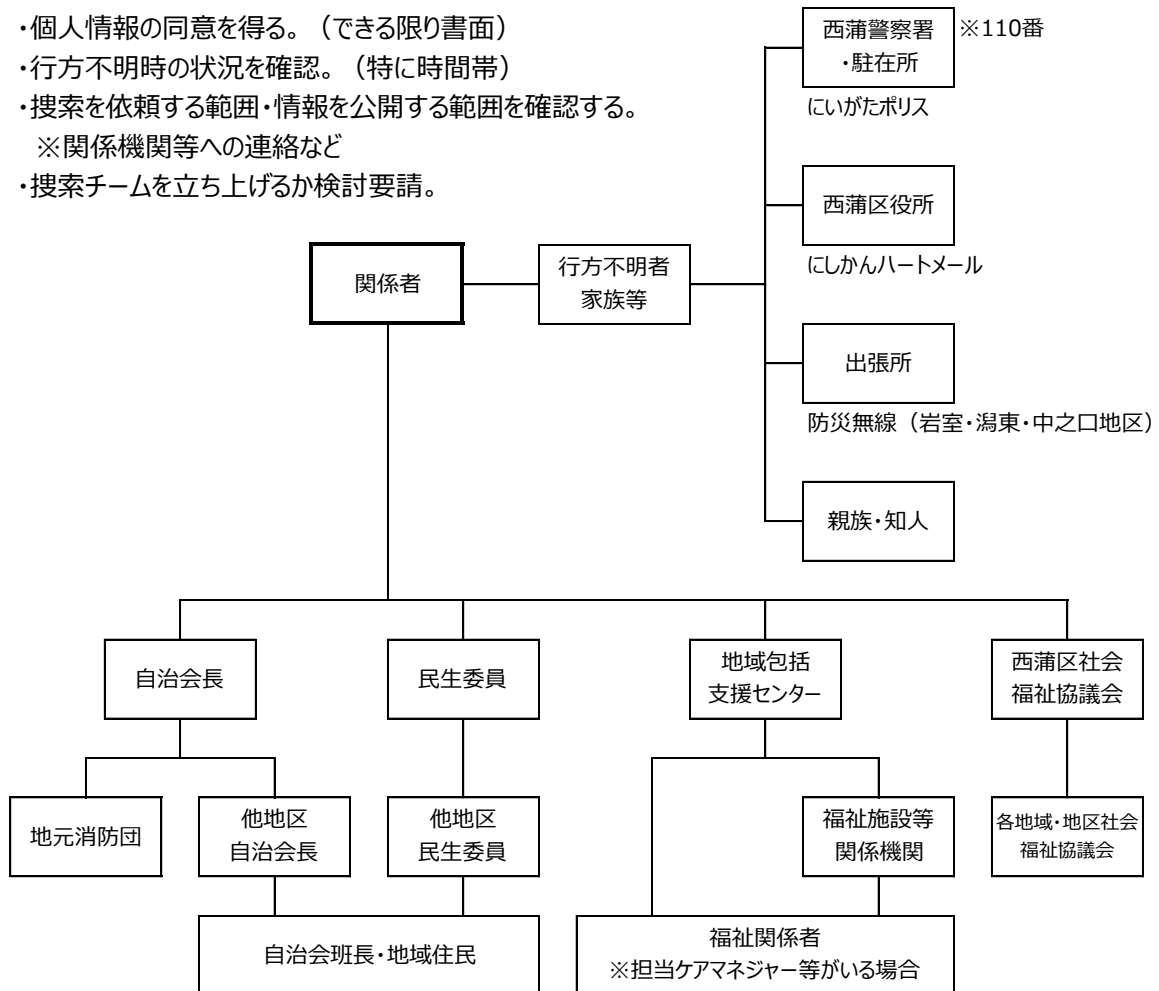 ・個人情報の同意を得る。（できる限り書面）
・行方不明時の状況を確認。（特に時間帯）
・捜索を依頼する範囲・情報を公開する範囲を確認する。
※関係機関等への連絡など
・捜索チームを立ち上げるか検討要請。
西蒲警察署
・駐在所
※110番
にいがたポリス
西蒲区役所
にしかんハートメール
関係者
行方不明者
家族等
出張所
防災無線（岩室・潟東・中之口地区）
親族・知人
自治会長
民生委員
地域包括
支援センター
西蒲区社会
福祉協議会
地元消防団
他地区
自治会長
他地区
民生委員
福祉施設等
関係機関
各地域・地区社会
福祉協議会
自治会班長・地域住民
福祉関係者
※担当ケアマネジャー等がいる場合